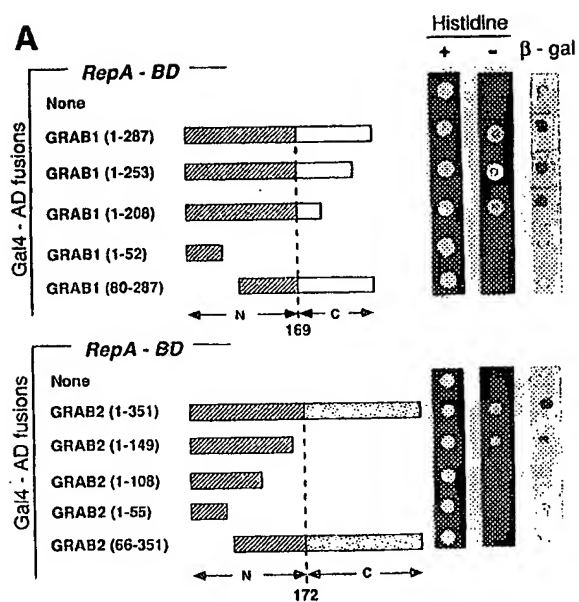 A
Histidine
+ - β - gal
RepA - BD
Gal4 - AD fusions
None
GRAB1 (1-287)
GRAB1 (1-253)
GRAB1 (1-208)
GRAB1 (1-52)
GRAB1 (80-287)
N C
169
RepA - BD
Gal4 - AD fusions
None
GRAB2 (1-351)
GRAB2 (1-149)
GRAB2 (1-108)
GRAB2 (1-55)
GRAB2 (66-351)
N C
172